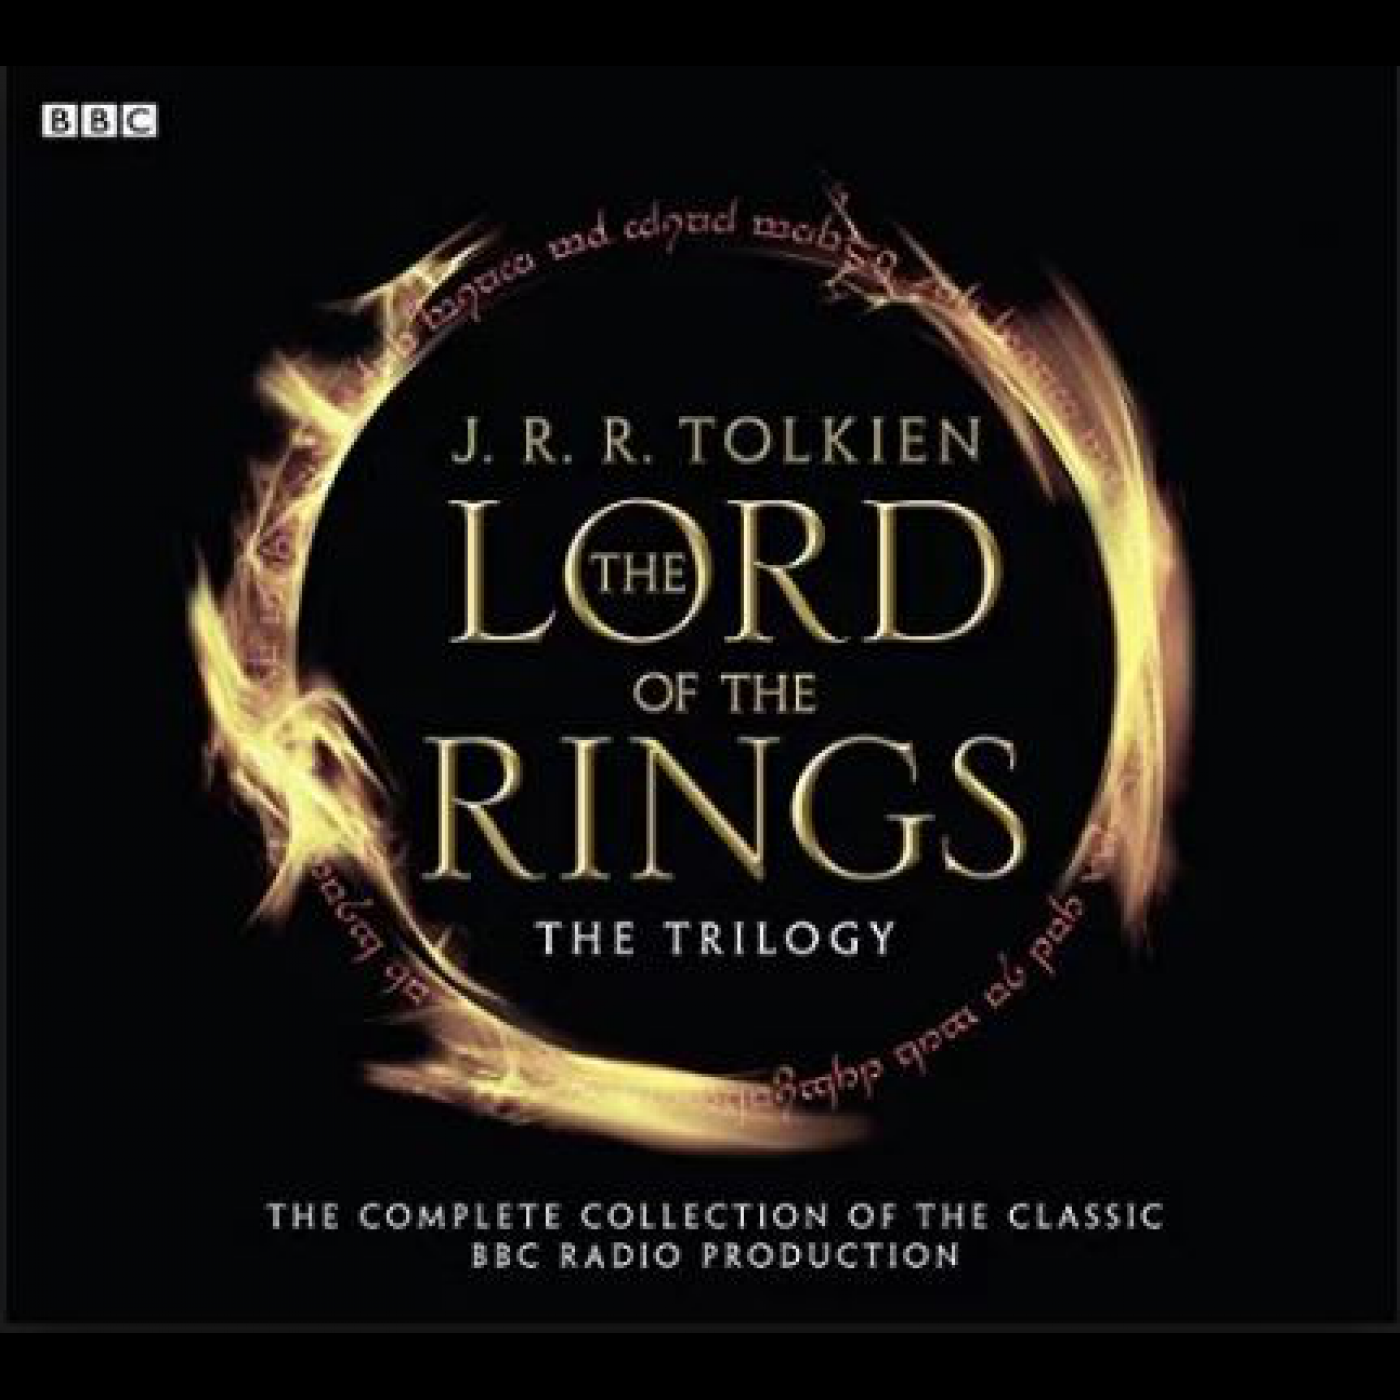 BBC
J. R. R. TOLKIEN
THE LORD
OF THE
RINGS
THE TRILOGY
THE COMPLETE COLLECTION OF THE CLASSIC
BBC RADIO PRODUCTION